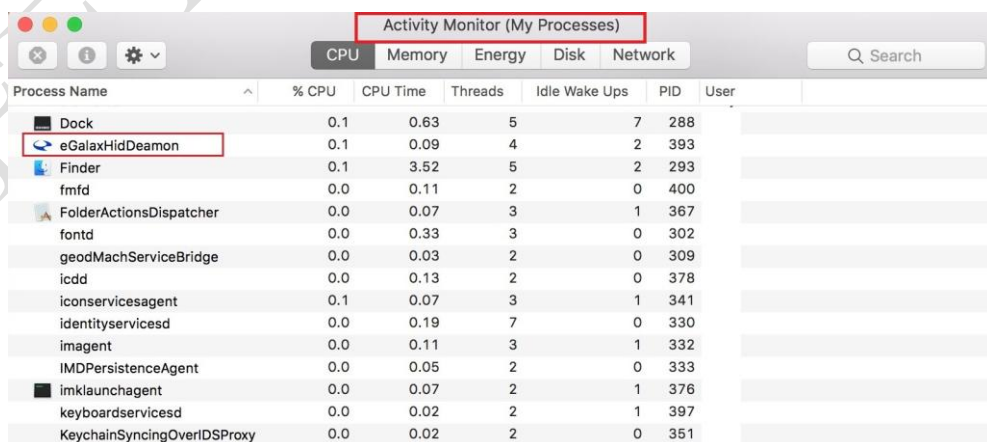 Activity Monitor (My Processes)
CPU Memory Energy Disk Network Search
Process Name % CPU CPU Time Threads Idle Wake Ups PID User
Dock 0.1 0.63 5 7 288
eGalaxHidDeamon 0.1 0.09 4 2 393
Finder 0.1 3.52 5 2 293
fmfd 0.0 0.11 2 0 400
FolderActionsDispatcher 0.0 0.07 3 1 367
fontd 0.0 0.33 3 0 302
geodMachServiceBridge 0.0 0.03 2 0 309
icdd 0.0 0.13 2 0 378
iconservicesagent 0.1 0.07 3 1 341
identityservicesd 0.0 0.19 7 0 330
imagent 0.0 0.11 3 1 332
IMDPersistenceAgent 0.0 0.05 2 0 333
imklaunchagent 0.0 0.07 2 1 376
keyboardservicesd 0.0 0.02 2 1 397
KeychainSyncingOverIDSProxy 0.0 0.02 2 0 351